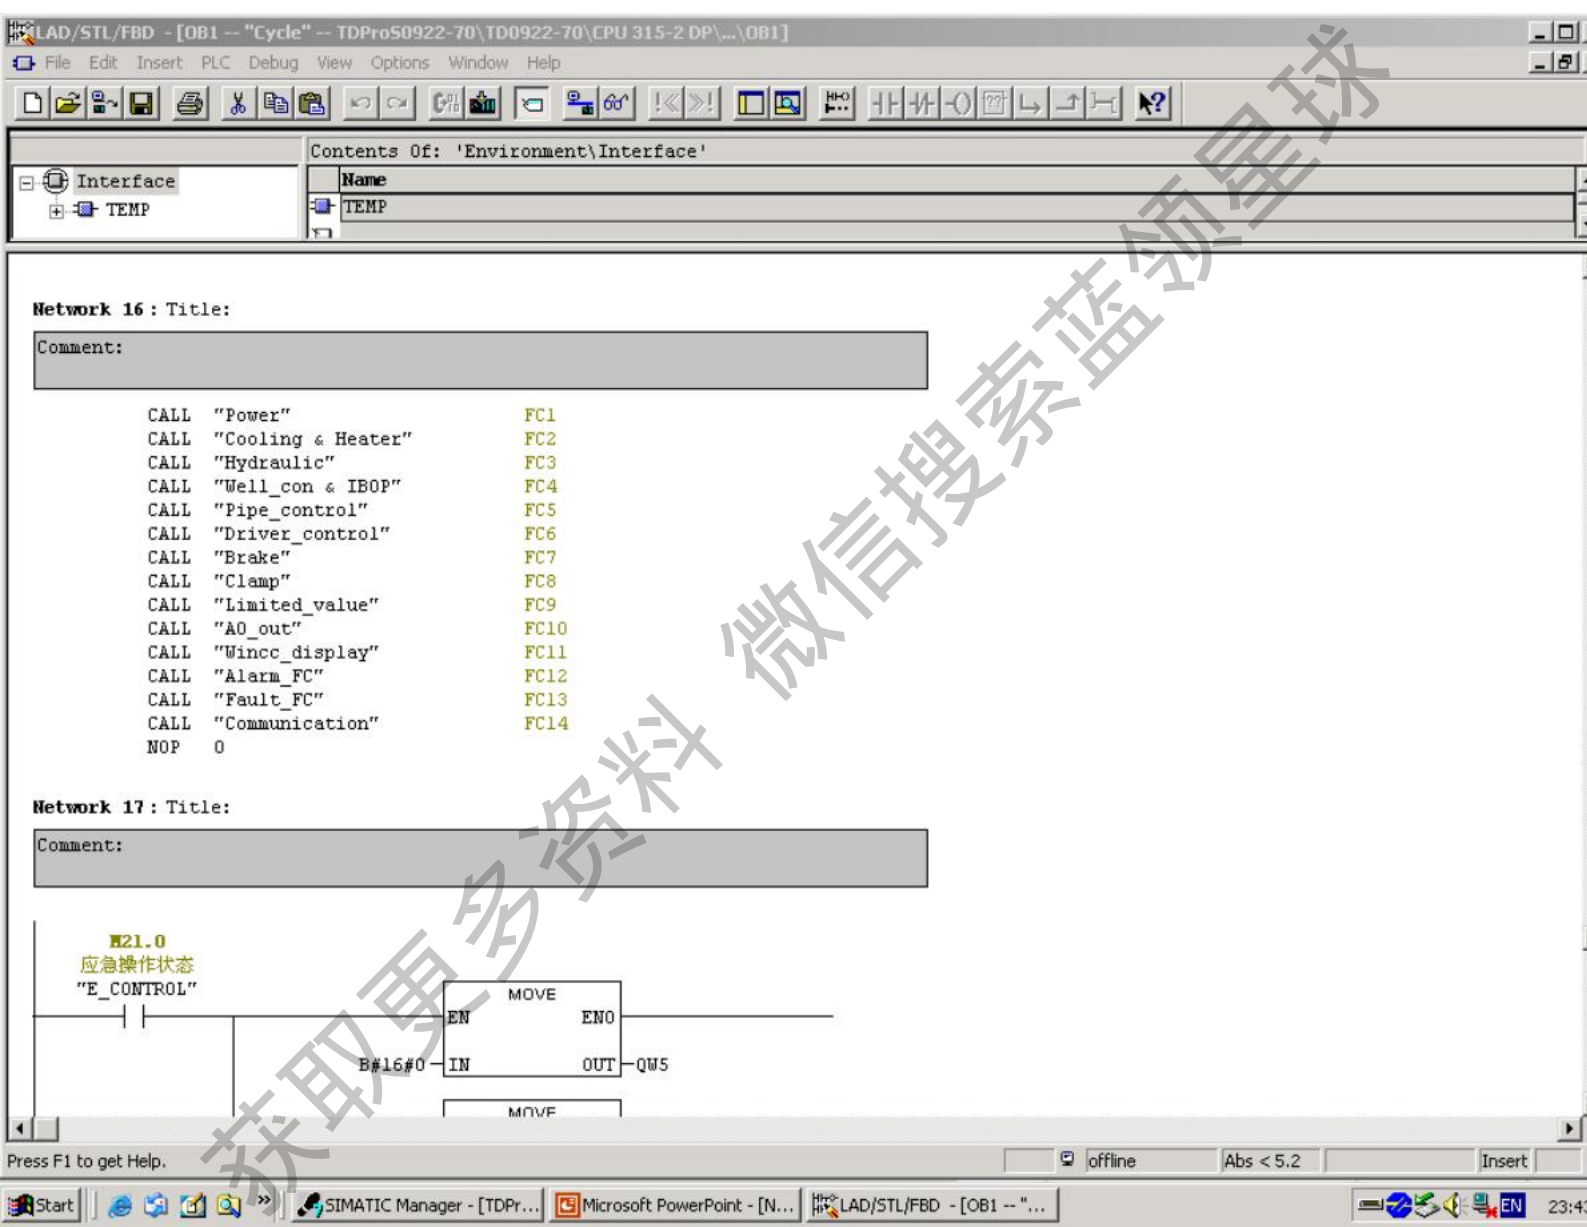 LAD/STL/FBD - [OB1 -- "Cycle" -- TDProS0922-70\TD0922-70\CPU 315-2 DP\...\OB1]
File Edit Insert PLC Debug View Options Window Help
Contents Of: 'Environment\Interface'
Interface
Name
TEMP
TEMP
Network 16 : Title:
Comment:
CALL "Power" FC1
CALL "Cooling & Heater" FC2
CALL "Hydraulic" FC3
CALL "Well_con & IBOP" FC4
CALL "Pipe_control" FC5
CALL "Driver_control" FC6
CALL "Brake" FC7
CALL "Clamp" FC8
CALL "Limited_value" FC9
CALL "AO_out" FC10
CALL "Wincc_display" FC11
CALL "Alarm_FC" FC12
CALL "Fault_FC" FC13
CALL "Communication" FC14
NOP 0
Network 17 : Title:
Comment:
M21.0
应急操作状态
"E_CONTROL"
MOVE
EN ENO
B#16#0 IN OUT QW5
MOVE
Press F1 to get Help.
offline
Abs < 5.2
Insert
Start
SIMATIC Manager - [TDPr...
Microsoft PowerPoint - [N...
LAD/STL/FBD - [OB1 -- "...
EN
获取更多资料 微信搜索蓝领星球